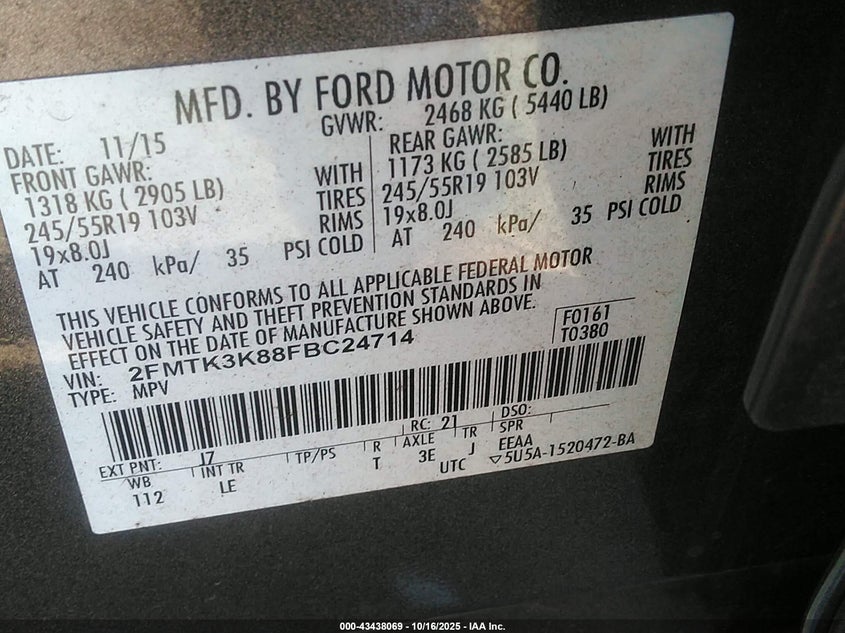 MFD. BY FORD MOTOR CO.
DATE: 11/15
GVWR: 2468 KG ( 5440 LB)
FRONT GAWR:
1318 KG ( 2905 LB) WITH
245/55R19 103V TIRES
19x8.0J RIMS
AT 240 kPa/ 35 PSI COLD
REAR GAWR: WITH
1173 KG ( 2585 LB) TIRES
245/55R19 103V RIMS
19x8.0J
AT 240 kPa/ 35 PSI COLD
THIS VEHICLE CONFORMS TO ALL APPLICABLE FEDERAL MOTOR
VEHICLE SAFETY AND THEFT PREVENTION STANDARDS IN
EFFECT ON THE DATE OF MANUFACTURE SHOWN ABOVE.
F0161
T0380
VIN: 2FMTK3K88FBC24714
TYPE: MPV
EXT PNT: J7 RC: 21 DSO:
WB INT TR TP/PS R AXLE TR SPR
112 LE T 3E J EEAA
UTC ▽5U5A-1520472-BA
000-43438069 - 10/16/2025 - IAA Inc.